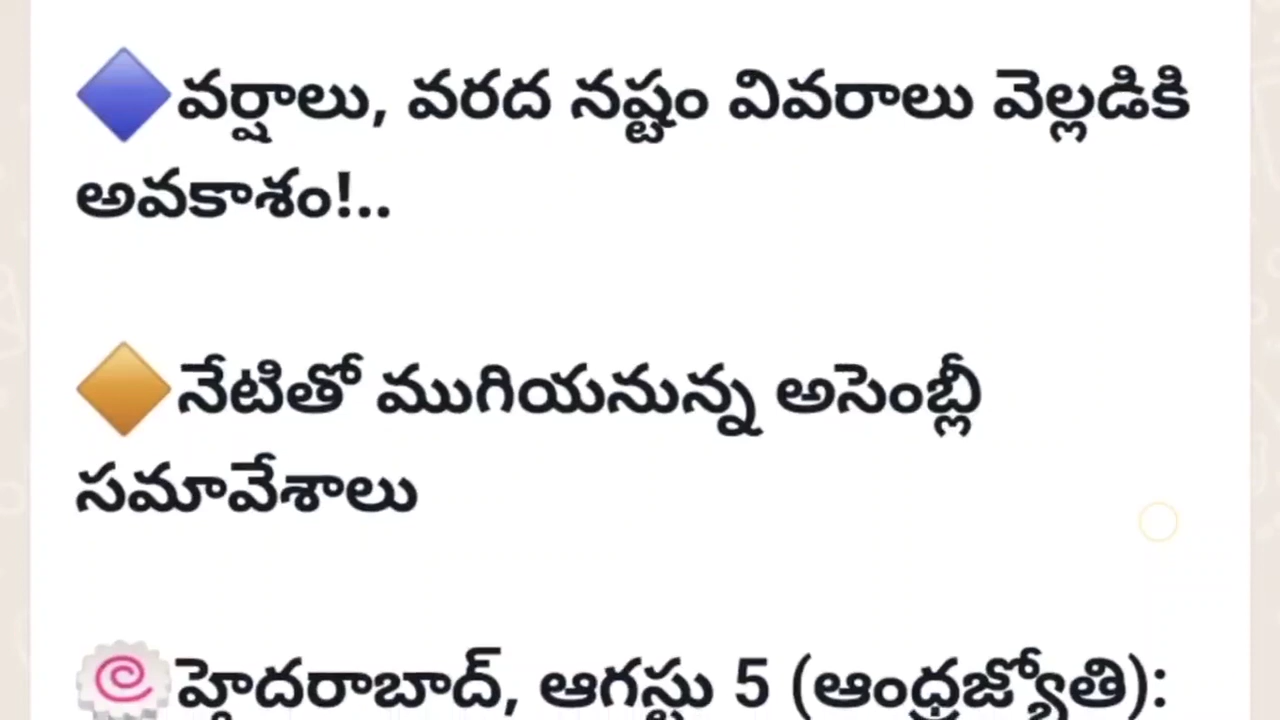 🔷వర్షాలు, వరద నష్టం వివరాలు వెల్లడికి
అవకాశం!..
🔶నేటితో ముగియనున్న అసెంబ్లీ
సమావేశాలు
🍥హైదరాబాద్, ఆగస్టు 5 (ఆంధ్రజ్యోతి):